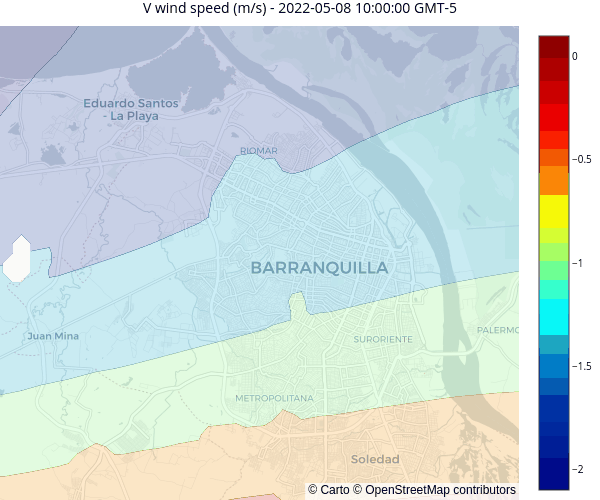 V wind speed (m/s) - 2022-05-08 10:00:00 GMT-5
0
Eduardo Santos
- La Playa
RIOMAR
−0.5
BARRANQUILLA
−1
Juan Mina
SURORIENTE
PALERMO
−1.5
METROPOLITANA
Soledad
−2
© Carto © OpenStreetMap contributors